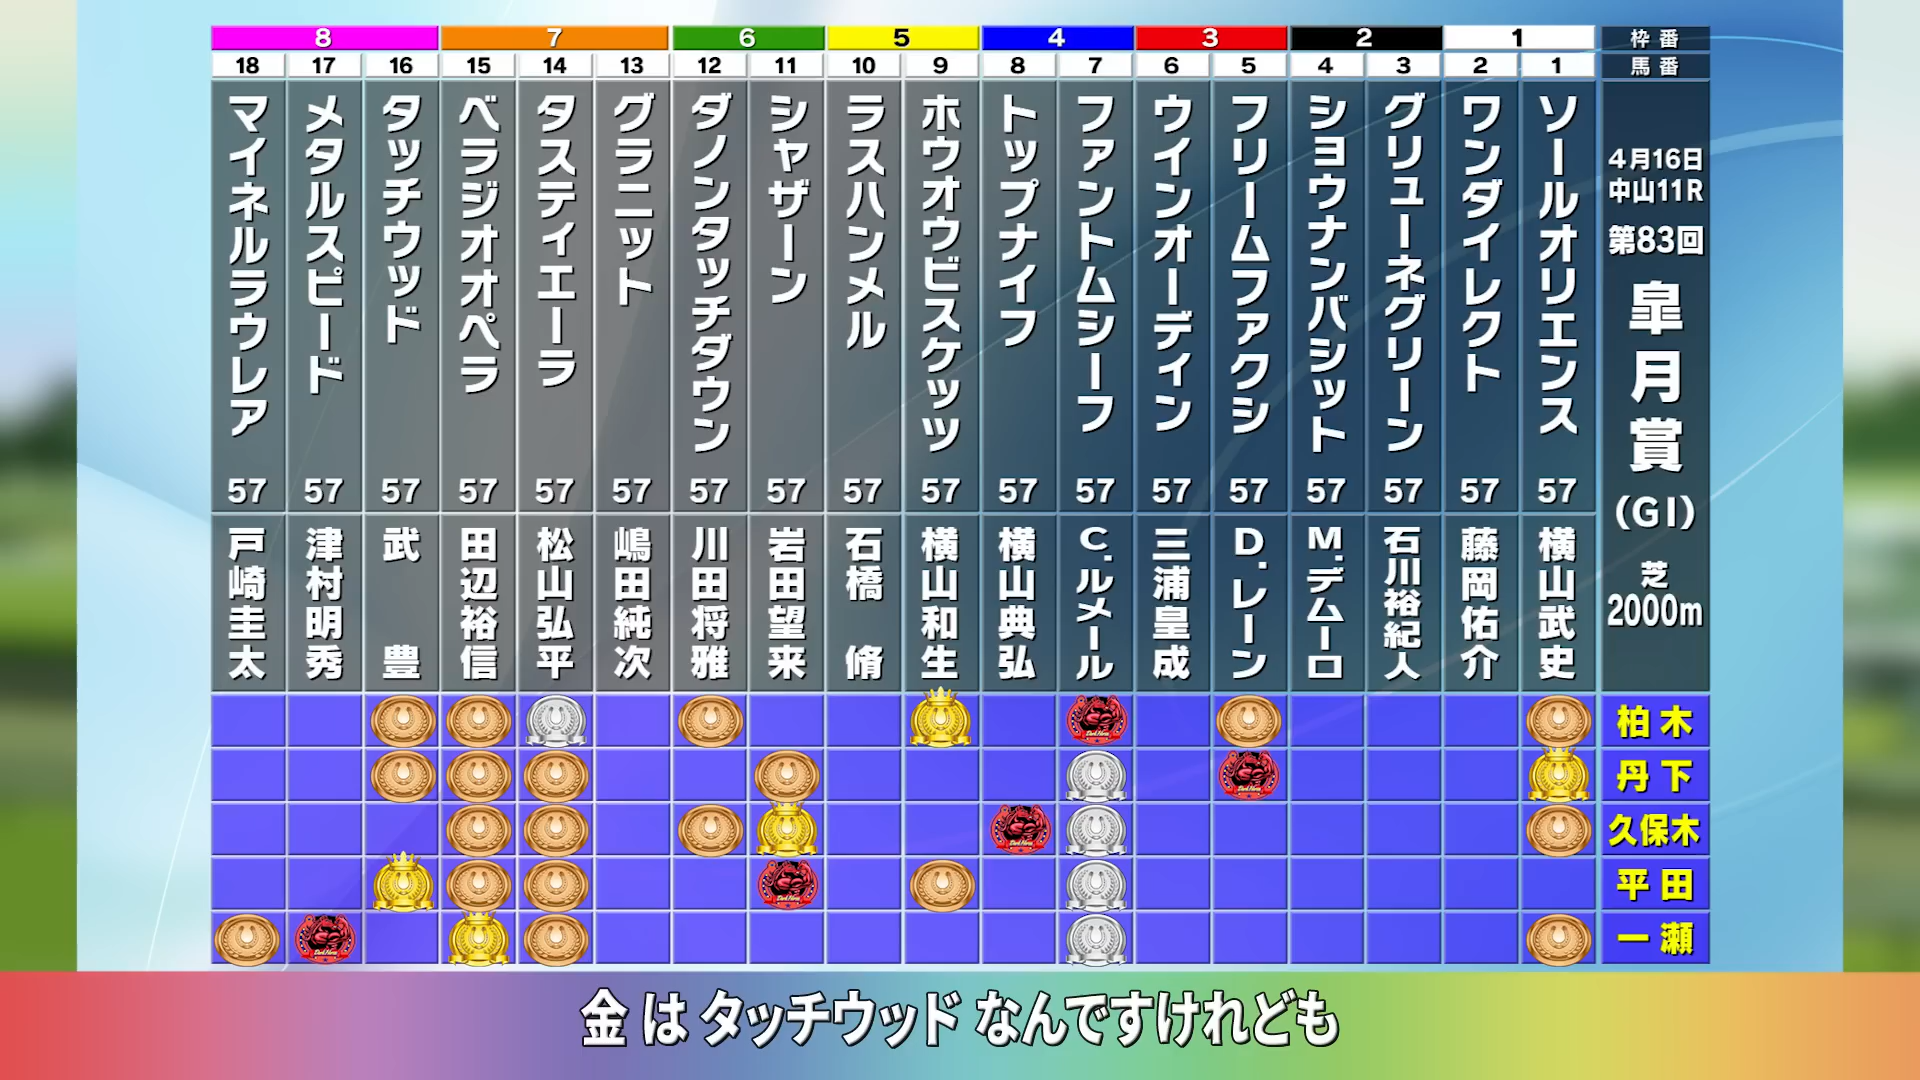 8 7 6 5 4 3 2 1 枠番
18 17 16 15 14 13 12 11 10 9 8 7 6 5 4 3 2 1 馬番
4月16日
中山11R
第83回
皐月賞
(GI)
芝
2000m
ソールオリエンス
57
横山武史
ワンダイレクト
57
藤岡佑介
グリューネグリーン
57
石川裕紀人
ショウナンバシット
57
M.デムーロ
フリームファクシ
57
D.レーン
ウインオーディン
57
三浦皇成
ファントムシーフ
57
C.ルメール
トップナイフ
57
横山典弘
ホウオウビスケッツ
57
横山和生
ラスハンメル
57
石橋脩
シャザーン
57
岩田望来
ダノンタッチダウン
57
川田将雅
グラニット
57
嶋田純次
タスティエーラ
57
松山弘平
ベラジオオペラ
57
田辺裕信
タッチウッド
57
武豊
メタルスピード
57
津村明秀
マイネルラウレア
57
戸崎圭太
柏木
丹下
久保木
平田
一瀬
金は タッチウッド なんですけれども